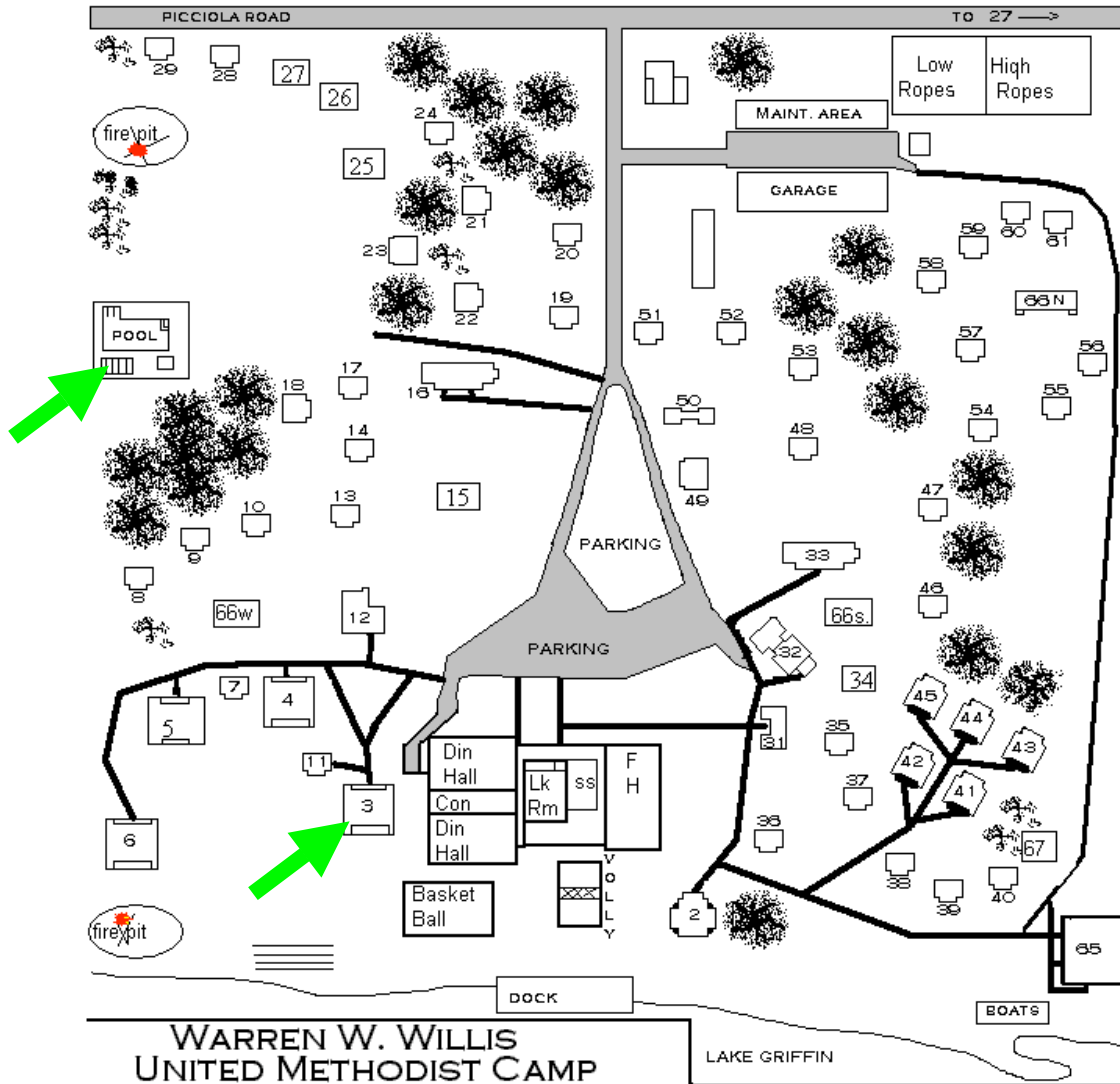 PICCIOLA ROAD
TO 27
29
28
27
26
24
Low
Ropes
High
Ropes
MAINT. AREA
fire pit
25
GARAGE
21
23
20
59
60
61
58
66 N
22
19
51
52
57
56
POOL
53
17
16
18
50
55
14
48
54
49
15
13
10
47
9
PARKING
33
8
66w
12
46
66s.
PARKING
32
34
7
4
5
45
44
31
35
43
42
11
Din
Hall
Lk
Rm
ss
F
H
37
41
3
Con
6
Din
Hall
36
67
V
O
L
L
Y
38
39
40
Basket
Ball
2
fire pit
65
DOCK
BOATS
WARREN W. WILLIS
UNITED METHODIST CAMP
LAKE GRIFFIN